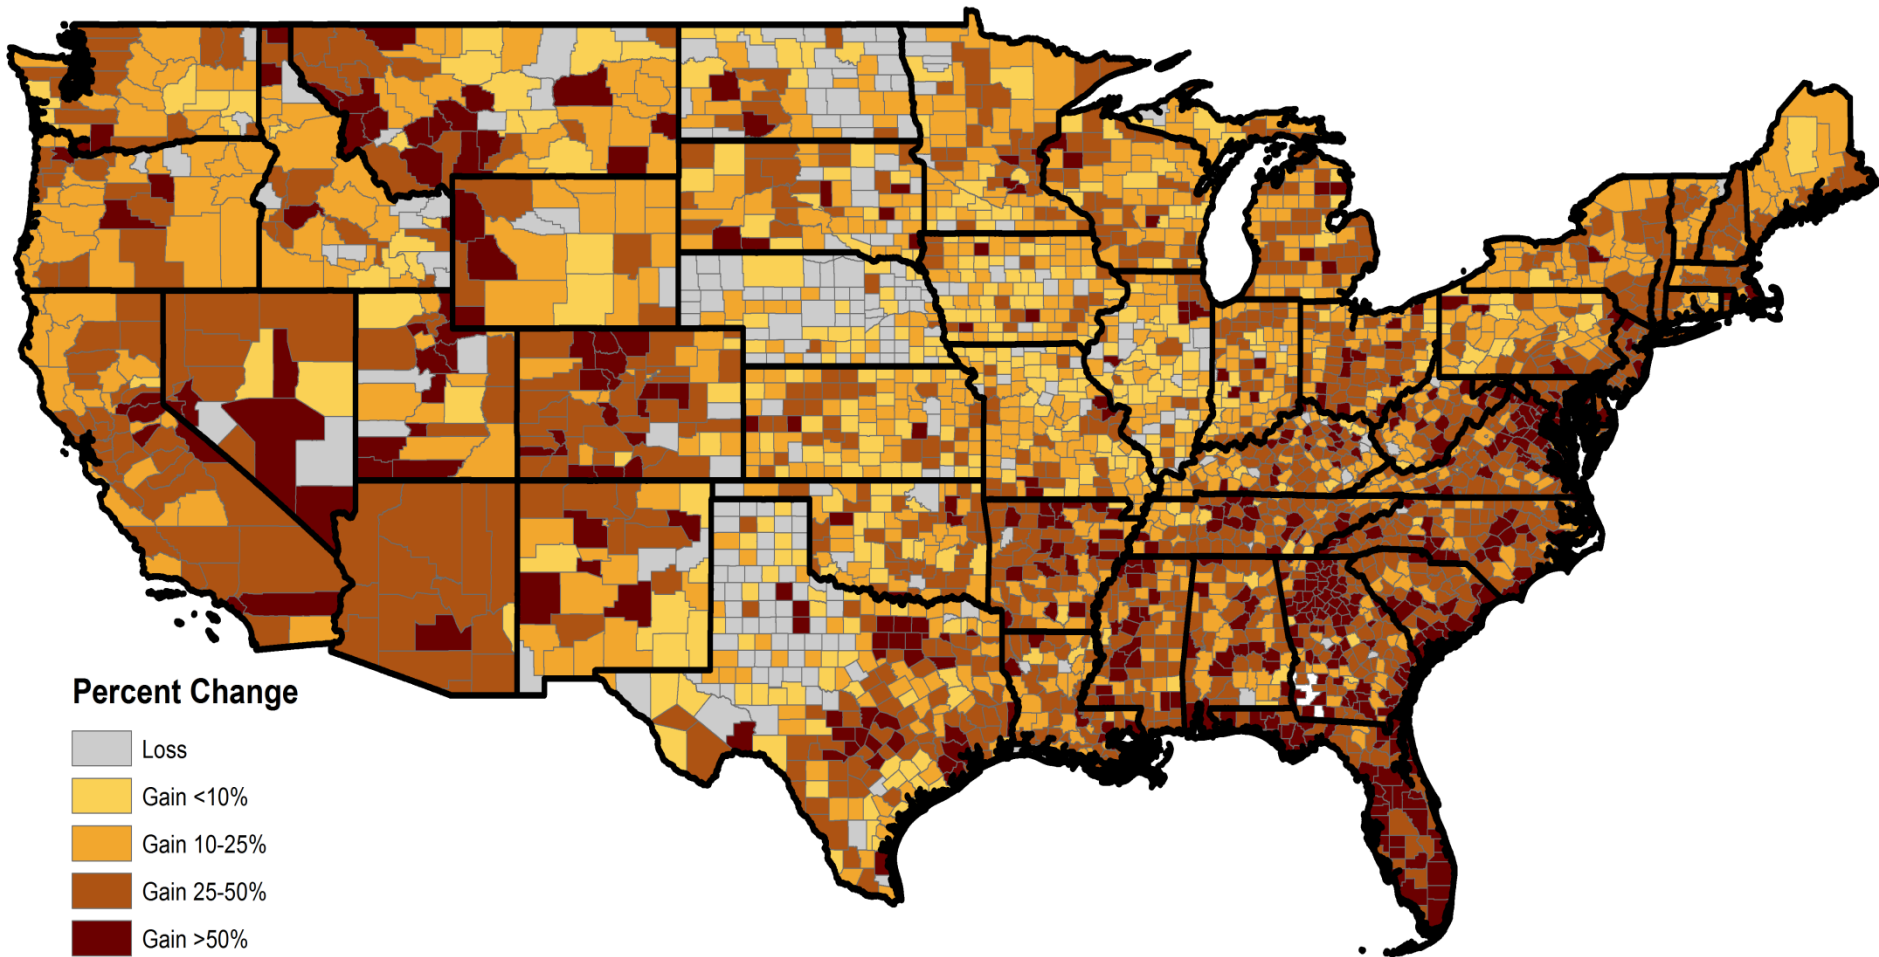 Percent Change
Loss
Gain <10%
Gain 10-25%
Gain 25-50%
Gain >50%